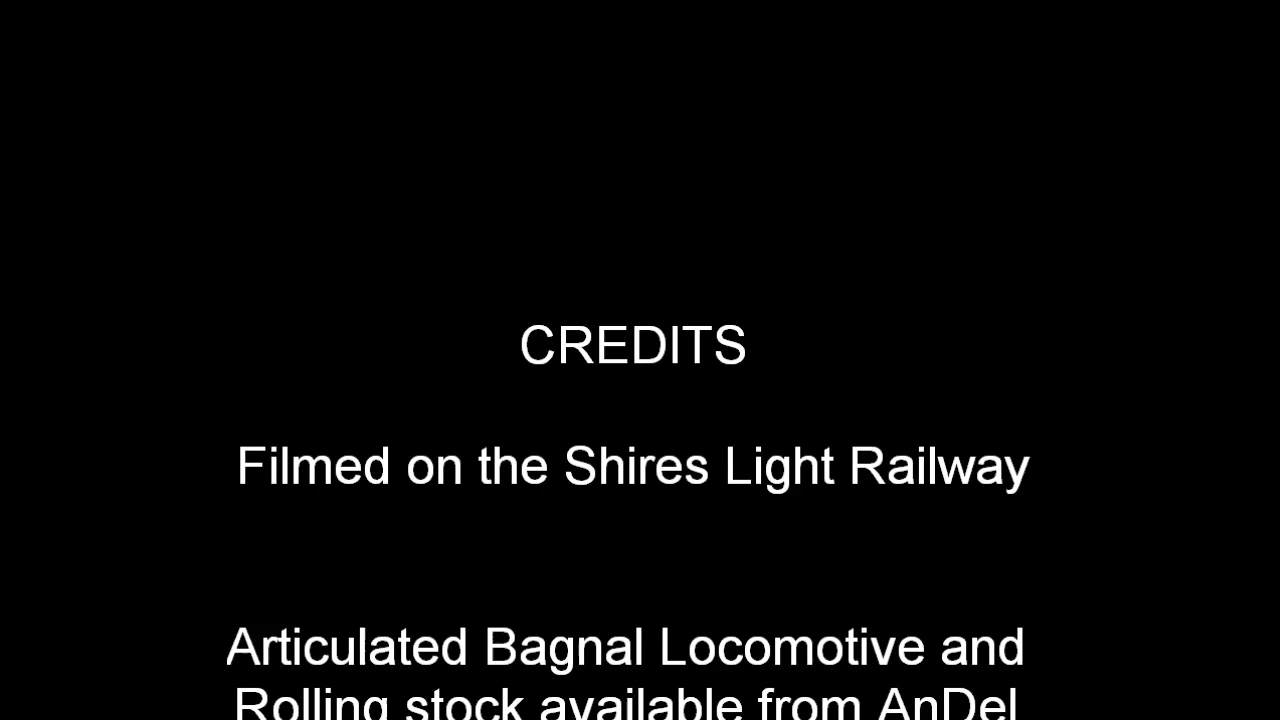 CREDITS
Filmed on the Shires Light Railway
Articulated Bagnal Locomotive and
Rolling stock available from AnDel